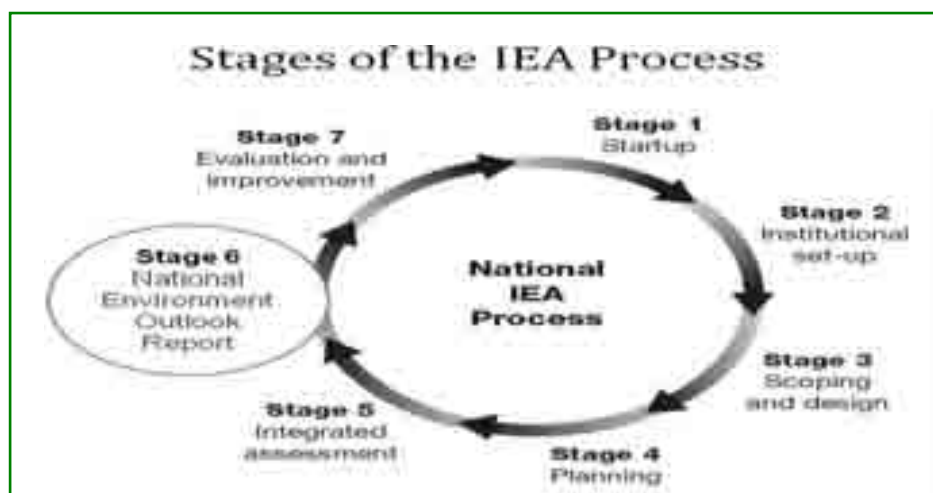 Stages of the IEA Process
Stage 1
Startup
Stage 2
Institutional
set-up
Stage 3
Scoping
and design
Stage 4
Planning
Stage 5
Integrated
assessment
Stage 6
National
Environment
Outlook
Report
Stage 7
Evaluation and
improvement
National
IEA
Process